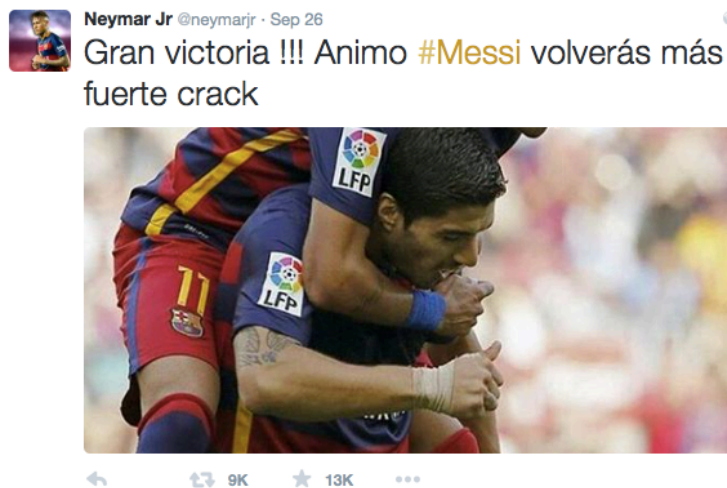 Neymar Jr @neymarjr · Sep 26
Gran victoria !!! Animo #Messi volverás más
fuerte crack
LFP
11
LFP
9K 13K